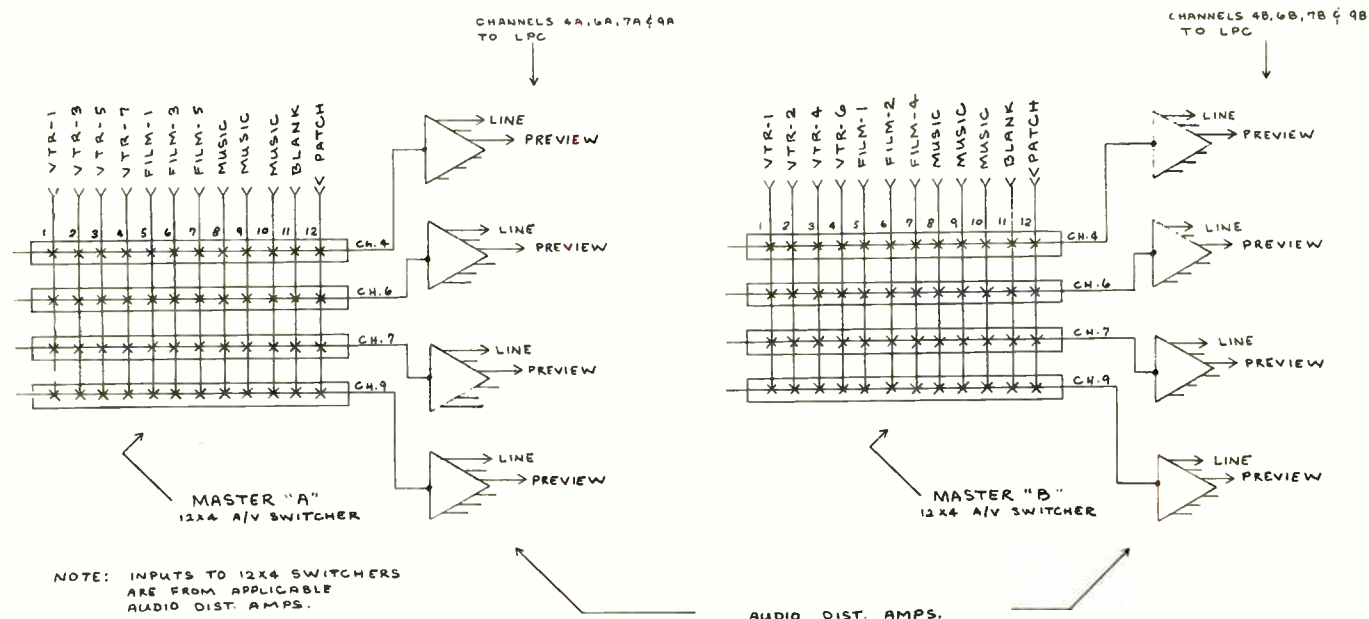 CHANNELS 4A, 6A, 7A & 9A
TO LPC
VTR-1
VTR-3
VTR-5
VTR-7
FILM-1
FILM-3
FILM-5
MUSIC
MUSIC
MUSIC
BLANK
PATCH
1 2 3 4 5 6 7 8 9 10 11 12
CH.4
CH.6
CH.7
CH.9
LINE
PREVIEW
LINE
PREVIEW
LINE
PREVIEW
LINE
PREVIEW
MASTER "A"
12X4 A/V SWITCHER
NOTE: INPUTS TO 12X4 SWITCHERS
ARE FROM APPLICABLE
AUDIO DIST. AMPS.
CHANNELS 4B, 6B, 7B & 9B
TO LPC
VTR-1
VTR-2
VTR-4
VTR-6
FILM-1
FILM-2
FILM-4
MUSIC
MUSIC
MUSIC
BLANK
PATCH
1 2 3 4 5 6 7 8 9 10 11 12
CH.4
CH.6
CH.7
CH.9
LINE
PREVIEW
LINE
PREVIEW
LINE
PREVIEW
LINE
PREVIEW
MASTER "B"
12X4 A/V SWITCHER
AUDIO DIST. AMPS.